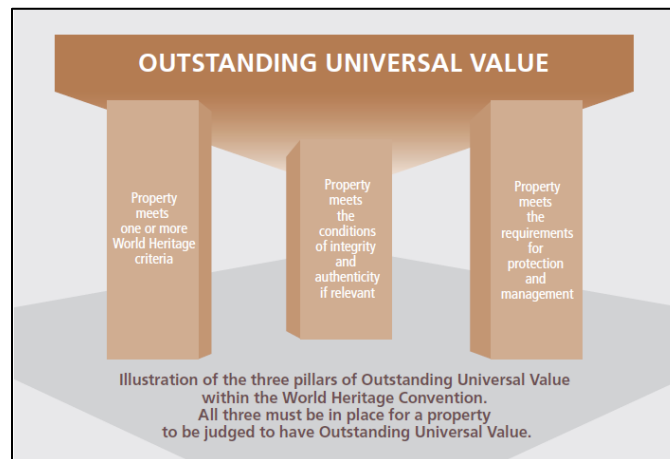 OUTSTANDING UNIVERSAL VALUE
Property
meets
one or more
World Heritage
criteria
Property
meets
the
conditions
of integrity
and
authenticity
if relevant
Property
meets
the
requirements
for
protection
and
management
Illustration of the three pillars of Outstanding Universal Value
within the World Heritage Convention.
All three must be in place for a property
to be judged to have Outstanding Universal Value.